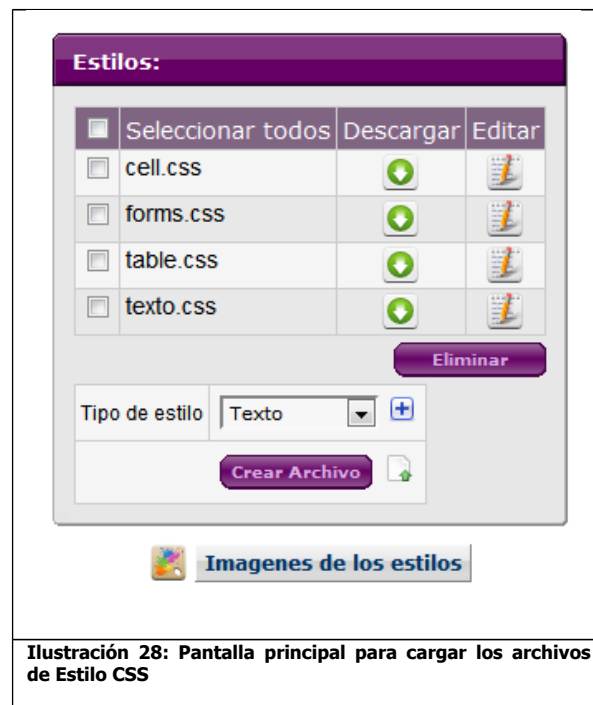 Estilos:
Seleccionar todos Descargar Editar
cell.css
forms.css
table.css
texto.css
Eliminar
Tipo de estilo Texto
Crear Archivo
Imagenes de los estilos
Ilustración 28: Pantalla principal para cargar los archivos
de Estilo CSS